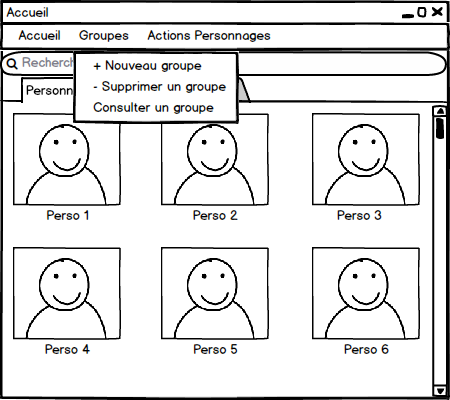 Accueil
Accueil Groupes Actions Personnages
Recherch
+ Nouveau groupe
- Supprimer un groupe
Consulter un groupe
Personn
Perso 1 Perso 2 Perso 3
Perso 4 Perso 5 Perso 6